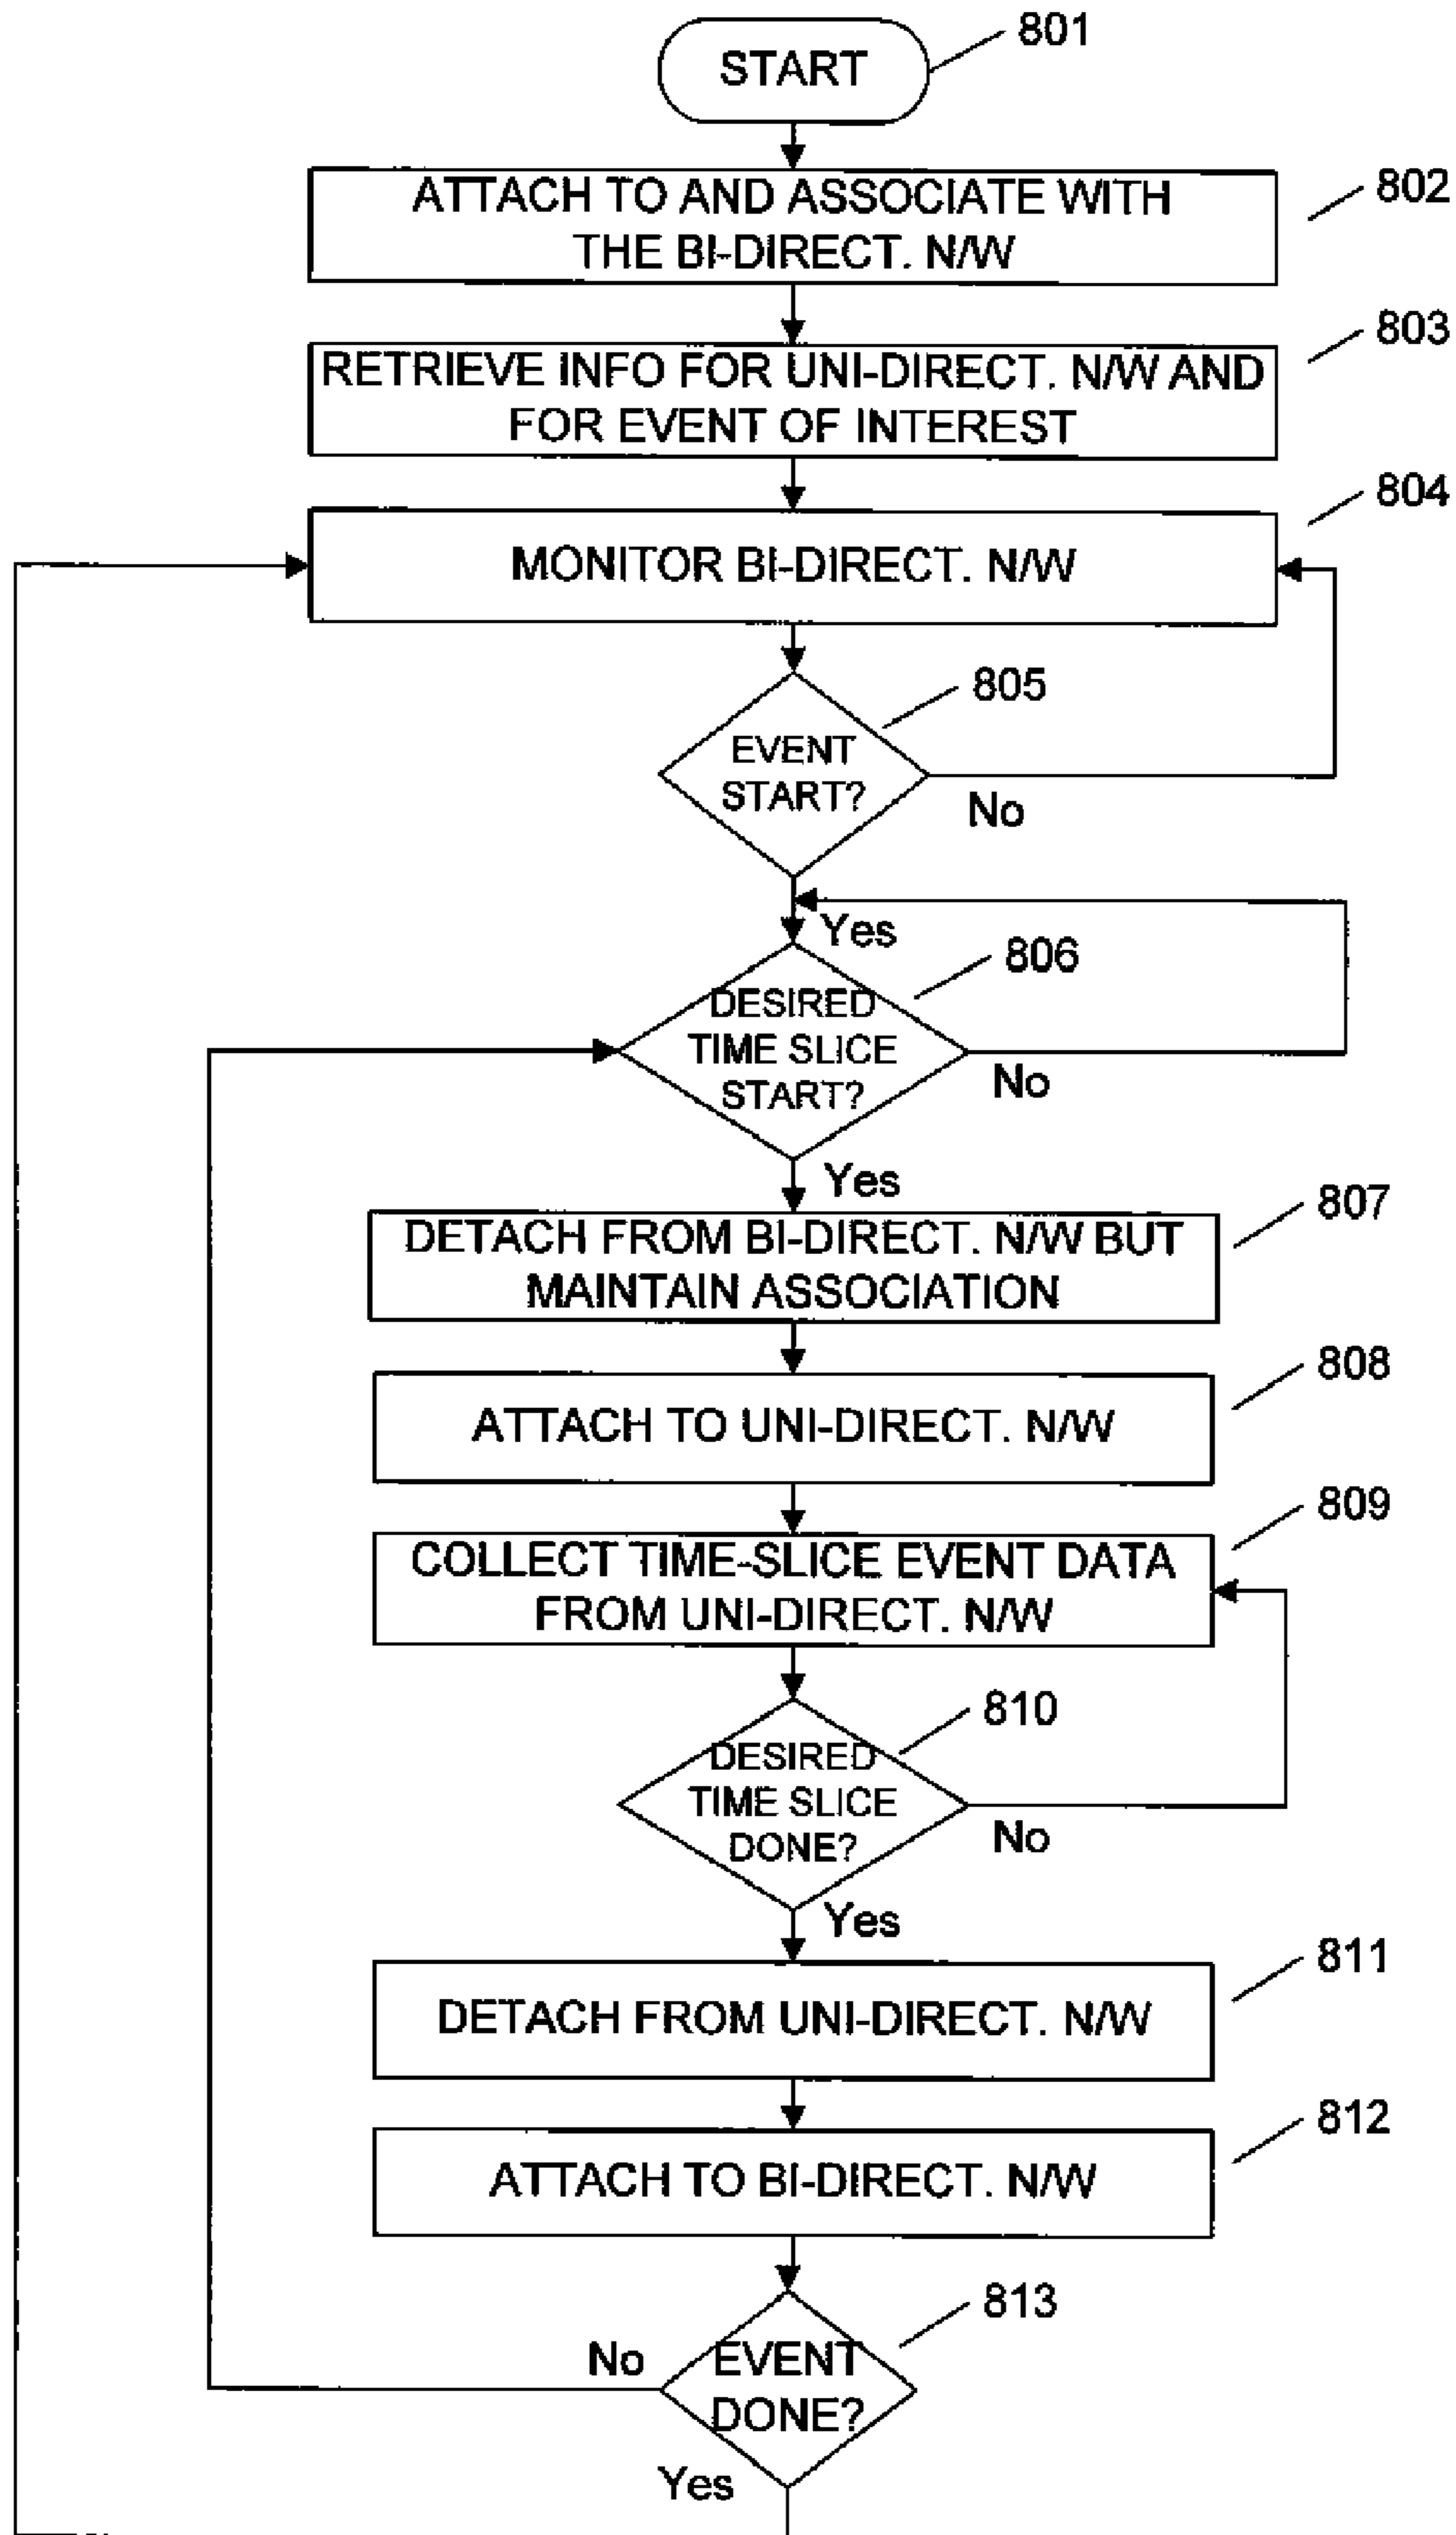 START
801
ATTACH TO AND ASSOCIATE WITH
THE BI-DIRECT. N/W
802
RETRIEVE INFO FOR UNI-DIRECT. N/W AND
FOR EVENT OF INTEREST
803
MONITOR BI-DIRECT. N/W
804
EVENT
START?
805
No
Yes
DESIRED
TIME SLICE
START?
806
No
Yes
DETACH FROM BI-DIRECT. N/W BUT
MAINTAIN ASSOCIATION
807
ATTACH TO UNI-DIRECT. N/W
808
COLLECT TIME-SLICE EVENT DATA
FROM UNI-DIRECT. N/W
809
DESIRED
TIME SLICE
DONE?
810
No
Yes
DETACH FROM UNI-DIRECT. N/W
811
ATTACH TO BI-DIRECT. N/W
812
EVENT
DONE?
813
No
Yes